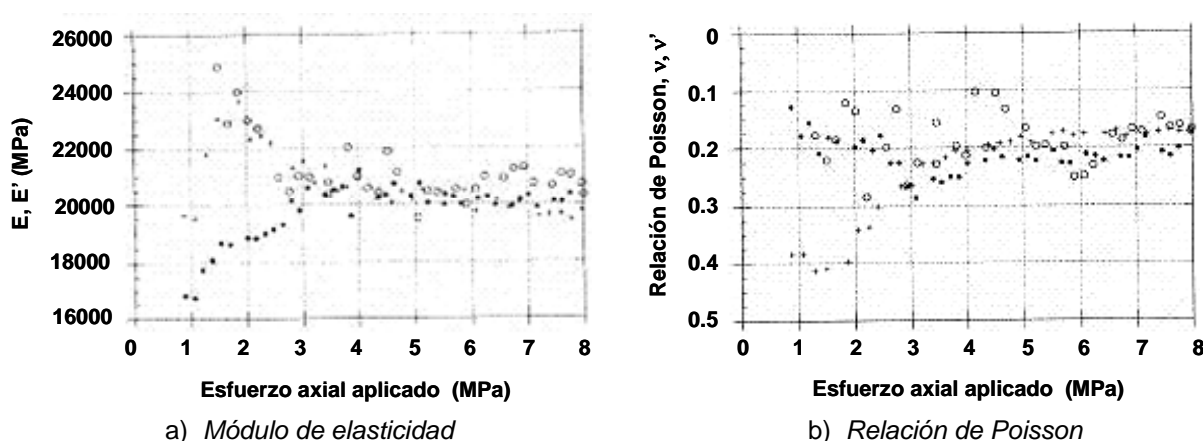 26000
24000
22000
20000
18000
16000
E, E' (MPa)
0 1 2 3 4 5 6 7 8
Esfuerzo axial aplicado (MPa)
a) Módulo de elasticidad
0
0.1
0.2
0.3
0.4
0.5
Relación de Poisson, ν, ν'
0 1 2 3 4 5 6 7 8
Esfuerzo axial aplicado (MPa)
b) Relación de Poisson